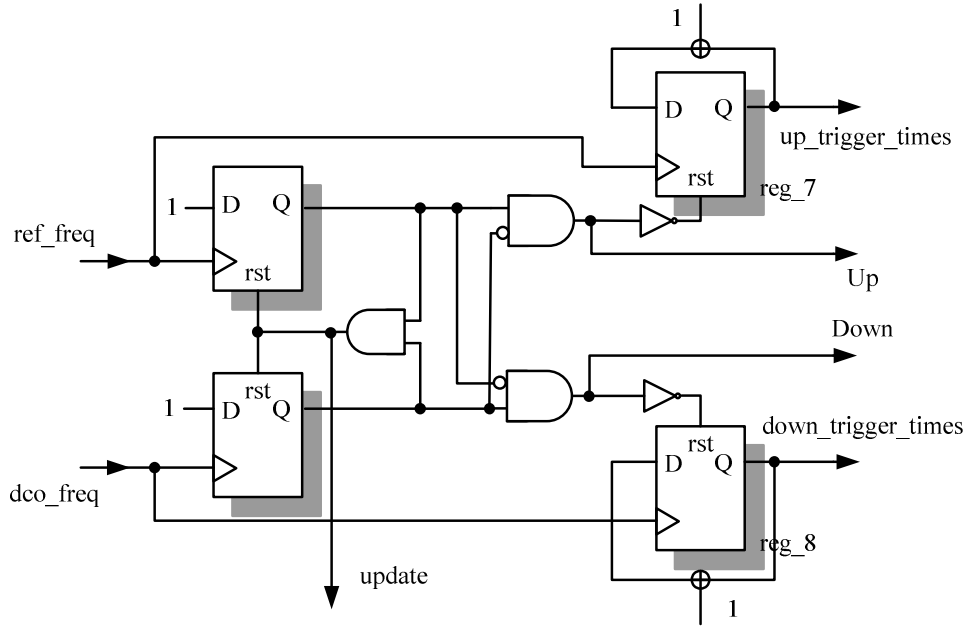 1
D Q
up_trigger_times
rst
reg_7
1 D Q
ref_freq
rst
Up
Down
rst
1 D Q
down_trigger_times
rst
D Q
dco_freq
reg_8
update
1